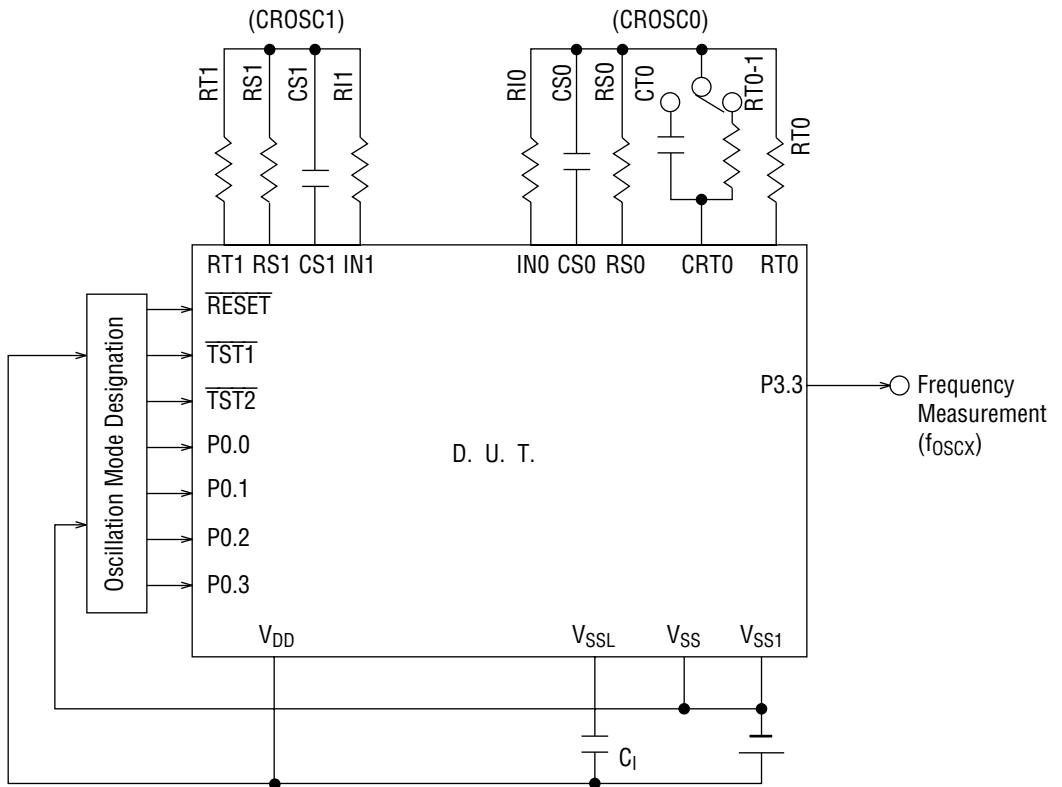 (CROSC1)
(CROSC0)
RT1
RS1
CS1
RI1
RI0
CS0
RS0
CT0
RT0-1
RT0
RT1 RS1 CS1 IN1
IN0 CS0 RS0 CRT0 RT0
Oscillation Mode Designation
RESET
TST1
TST2
P0.0
P0.1
P0.2
P0.3
D. U. T.
P3.3
Frequency
Measurement
(fOSCX)
VDD
VSSL
VSS
VSS1
CI